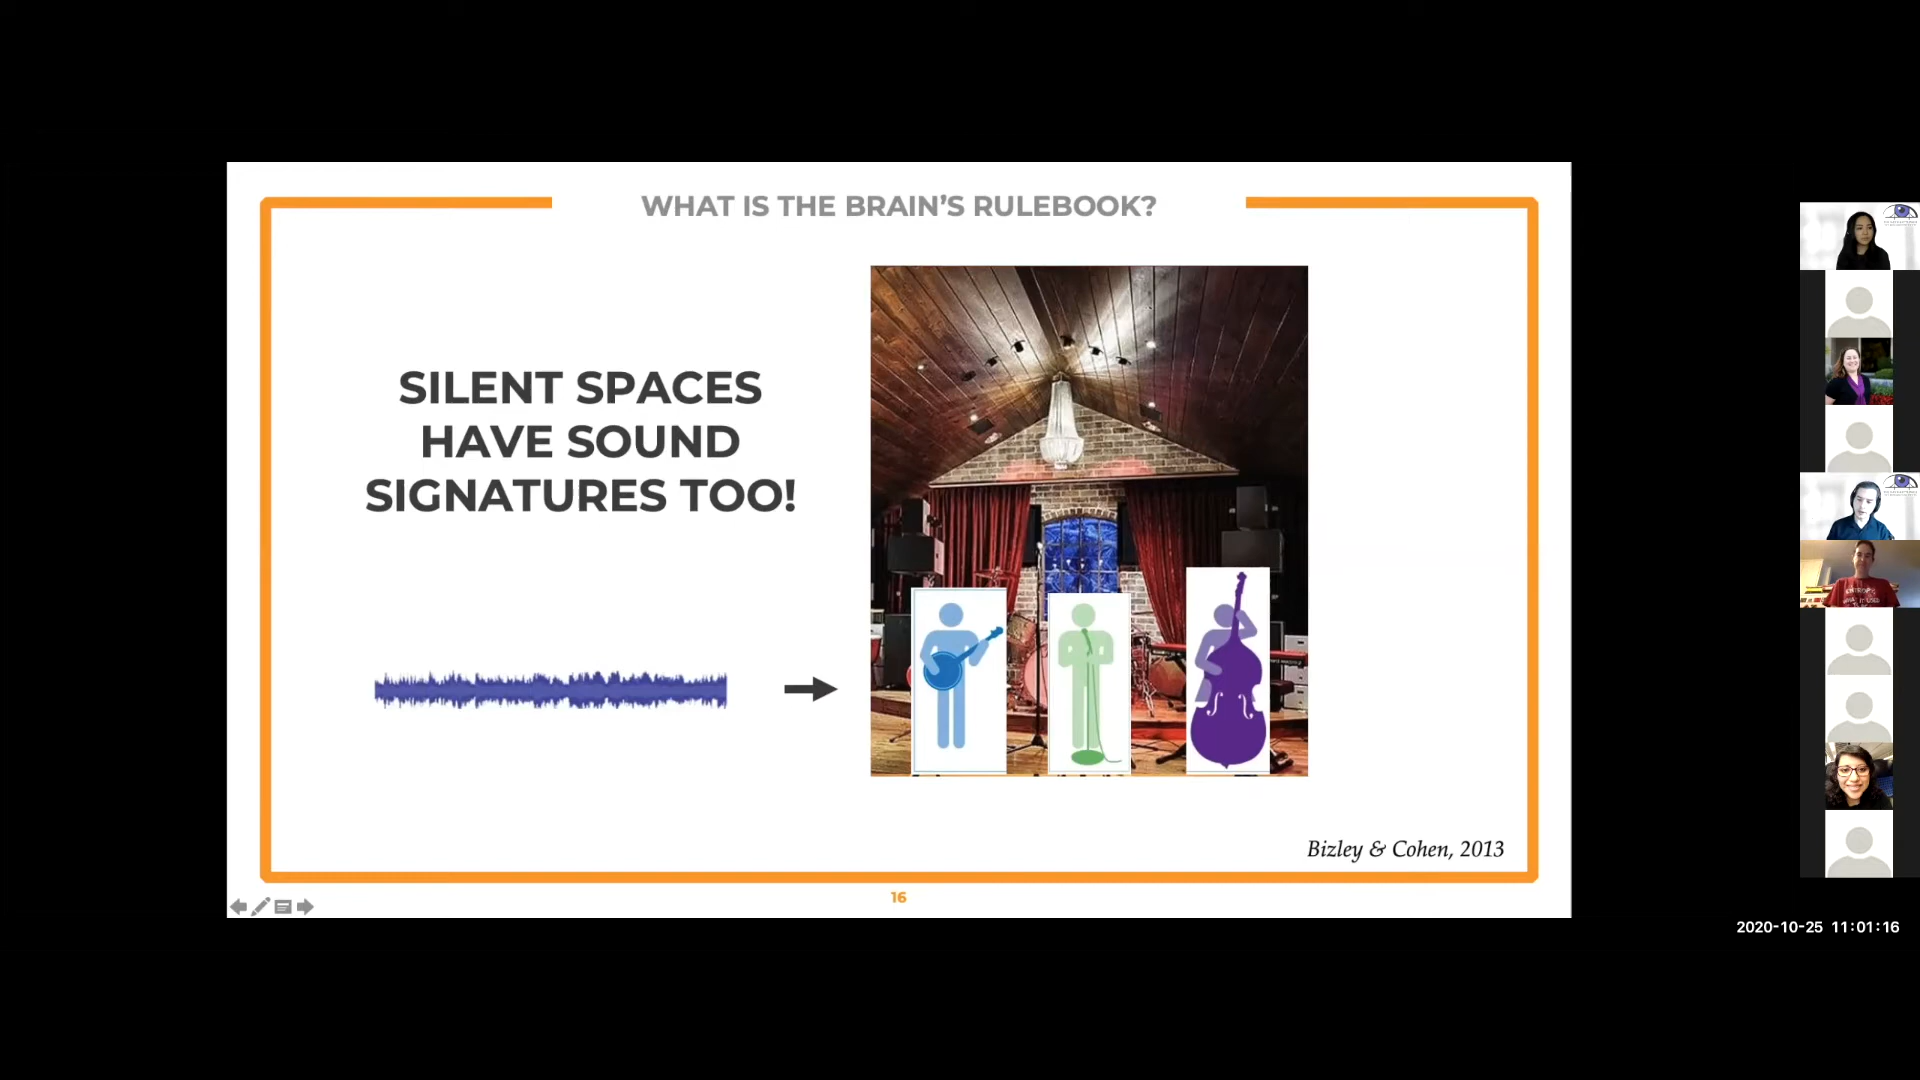 WHAT IS THE BRAIN’S RULEBOOK?
SILENT SPACES
HAVE SOUND
SIGNATURES TOO!
Bizley & Cohen, 2013
16
2020-10-25 11:01:16